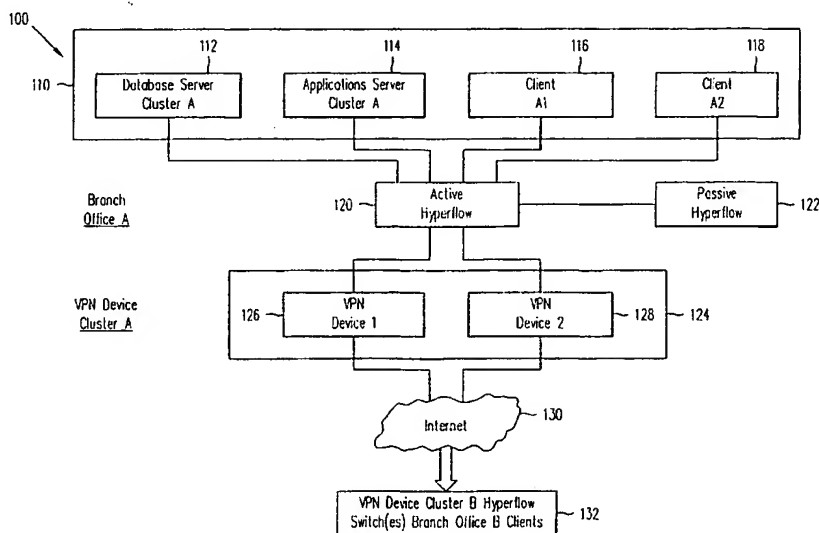 100
112
114
116
118
110
Database Server
Cluster A
Applications Server
Cluster A
Client
A1
Client
A2
Branch
Office A
120
Active
Hyperflow
Passive
Hyperflow
122
VPN Device
Cluster A
126
VPN
Device 1
VPN
Device 2
128
124
Internet
130
VPN Device Cluster B Hyperflow
Switch(es) Branch Office B Clients
132